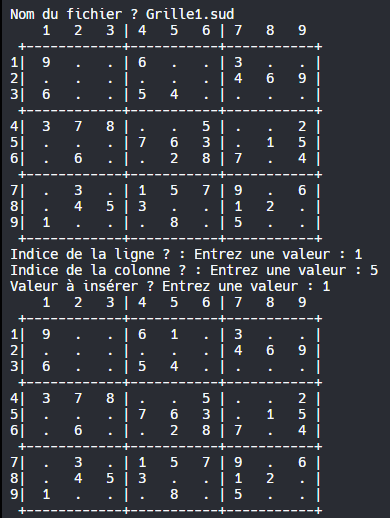 Nom du fichier ? Grille1.sud
    1  2  3 | 4  5  6 | 7  8  9
 +------------+-----------+-----------+
1|  9  .  . | 6  .  . | 3  .  . |
2|  .  .  . | .  .  . | 4  6  9 |
3|  6  .  . | 5  4  . | .  .  . |
 +------------+-----------+-----------+
4|  3  7  8 | .  .  5 | .  .  2 |
5|  .  .  . | 7  6  3 | .  1  5 |
6|  .  6  . | .  2  8 | 7  .  4 |
 +------------+-----------+-----------+
7|  .  3  . | 1  5  7 | 9  .  6 |
8|  .  4  5 | 3  .  . | 1  2  . |
9|  1  .  . | .  8  . | 5  .  . |
 +------------+-----------+-----------+
Indice de la ligne ? : Entrez une valeur : 1
Indice de la colonne ? : Entrez une valeur : 5
Valeur à insérer ? Entrez une valeur : 1
    1  2  3 | 4  5  6 | 7  8  9
 +------------+-----------+-----------+
1|  9  .  . | 6  1  . | 3  .  . |
2|  .  .  . | .  .  . | 4  6  9 |
3|  6  .  . | 5  4  . | .  .  . |
 +------------+-----------+-----------+
4|  3  7  8 | .  .  5 | .  .  2 |
5|  .  .  . | 7  6  3 | .  1  5 |
6|  .  6  . | .  2  8 | 7  .  4 |
 +------------+-----------+-----------+
7|  .  3  . | 1  5  7 | 9  .  6 |
8|  .  4  5 | 3  .  . | 1  2  . |
9|  1  .  . | .  8  . | 5  .  . |
 +------------+-----------+-----------+